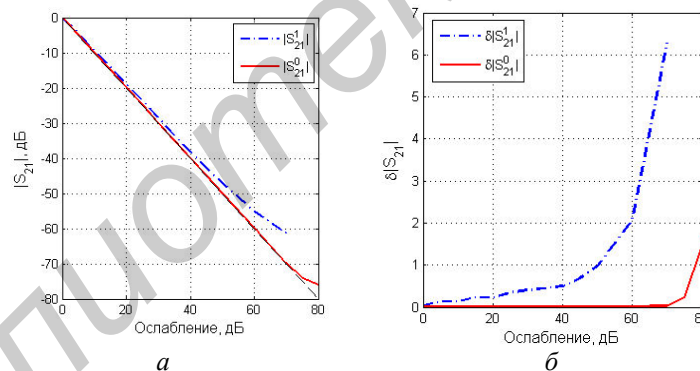 0
-10
-20
-30
-40
-50
-60
-70
-80
|S₂₁|, дБ
0 20 40 60 80
Ослабление, дБ
|S¹₂₁|
|S⁰₂₁|
а
7
6
5
4
3
2
1
0
δ|S₂₁|
0 20 40 60
Ослабление, дБ
δ|S¹₂₁|
δ|S⁰₂₁|
б